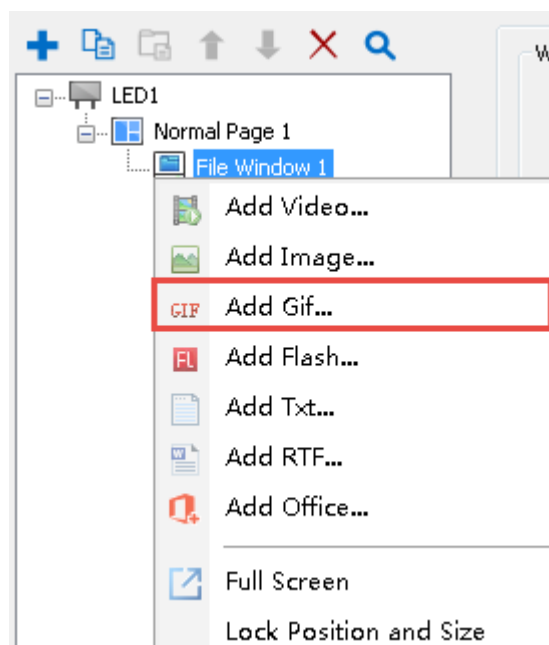 W
LED1
Normal Page 1
File Window 1
Add Video...
Add Image...
GIF Add Gif...
FL Add Flash...
Add Txt...
W Add RTF...
Add Office...
Full Screen
Lock Position and Size